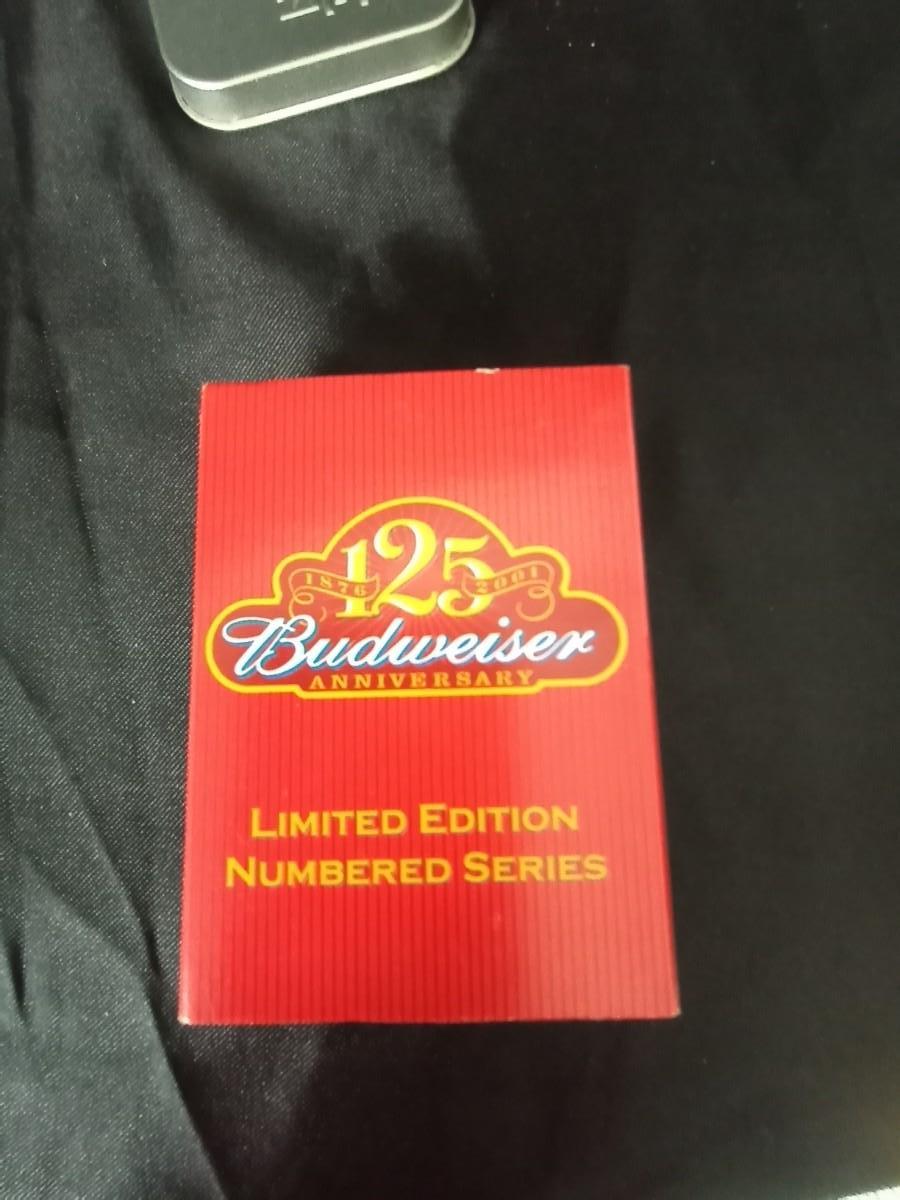 125
1876 2001
Budweiser
ANNIVERSARY
LIMITED EDITION
NUMBERED SERIES